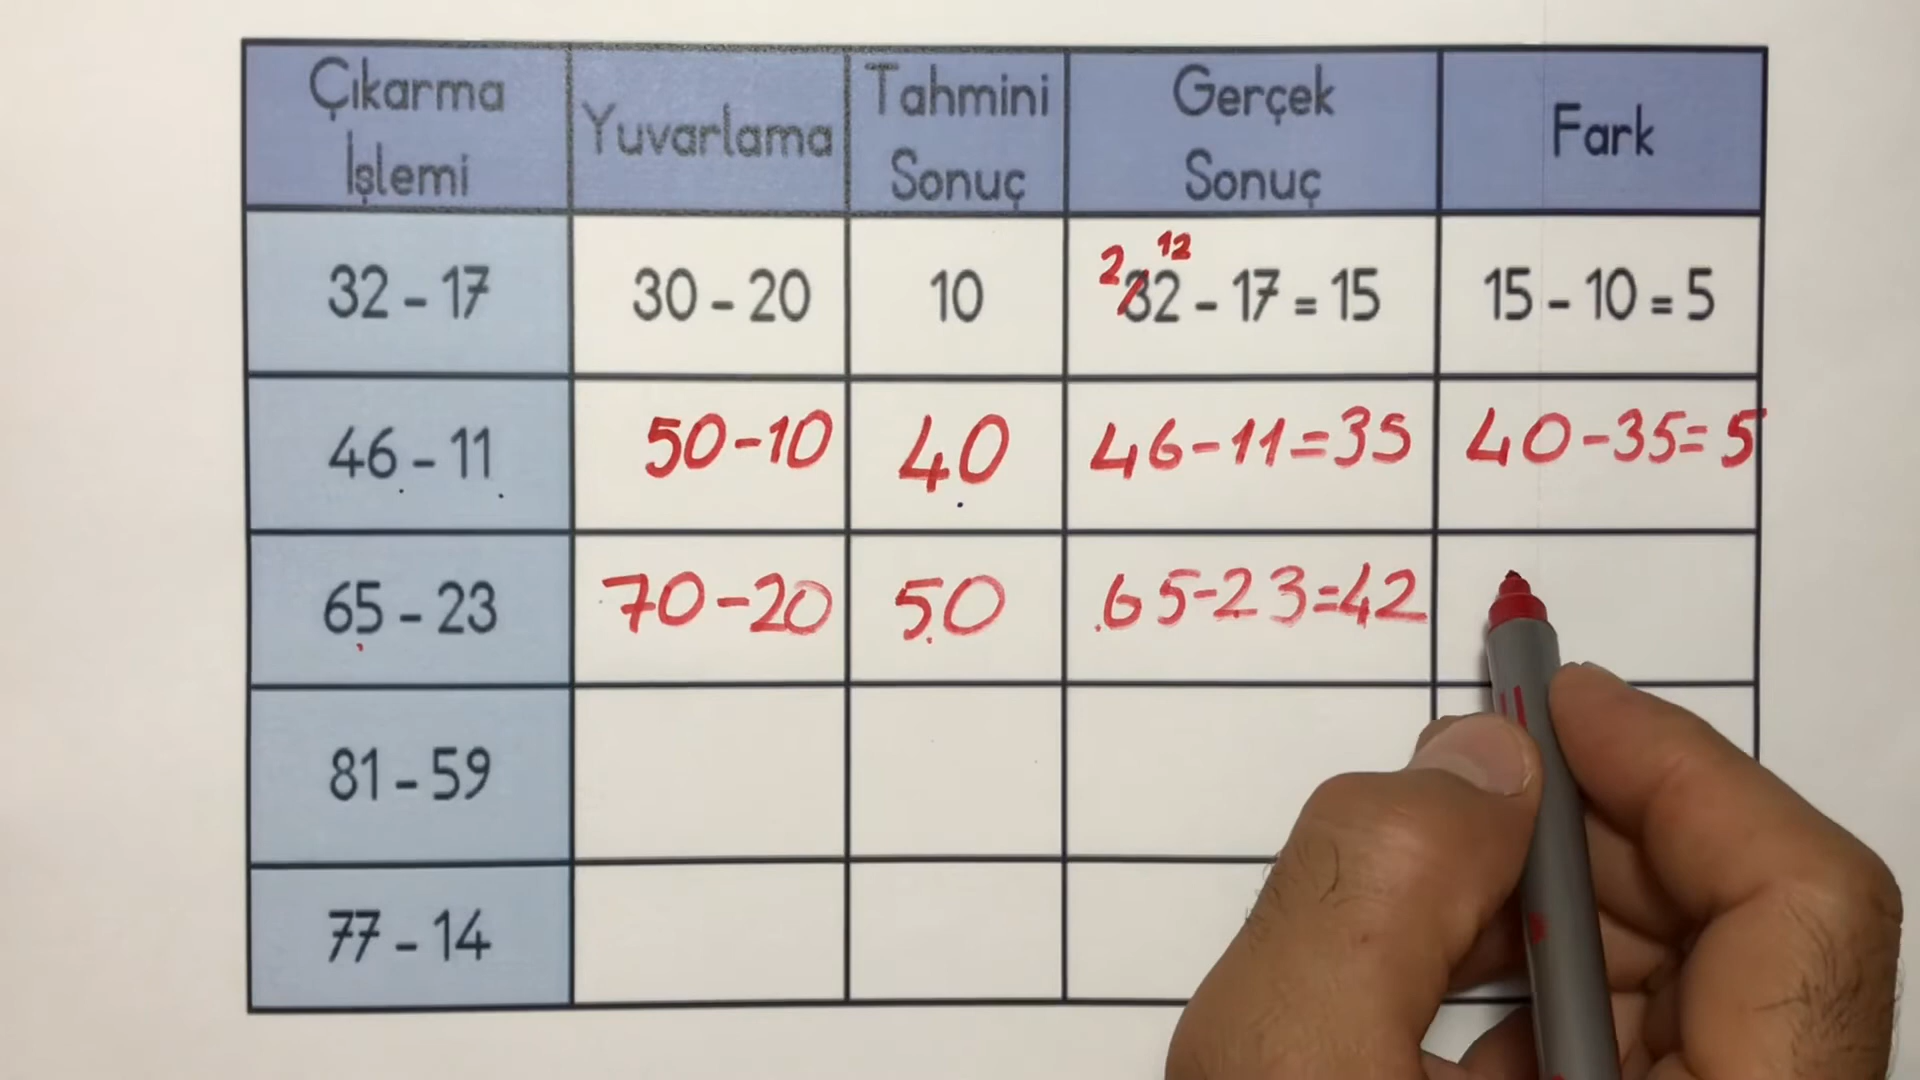 Çıkarma
İşlemi
Yuvarlama
Tahmini
Sonuç
Gerçek
Sonuç
Fark
32 - 17
30 - 20
10
2 12
32 - 17 = 15
15 - 10 = 5
46 - 11
50-10
40
46-11=35
40-35=5
65 - 23
70-20
50
65-23=42
81 - 59
77 - 14